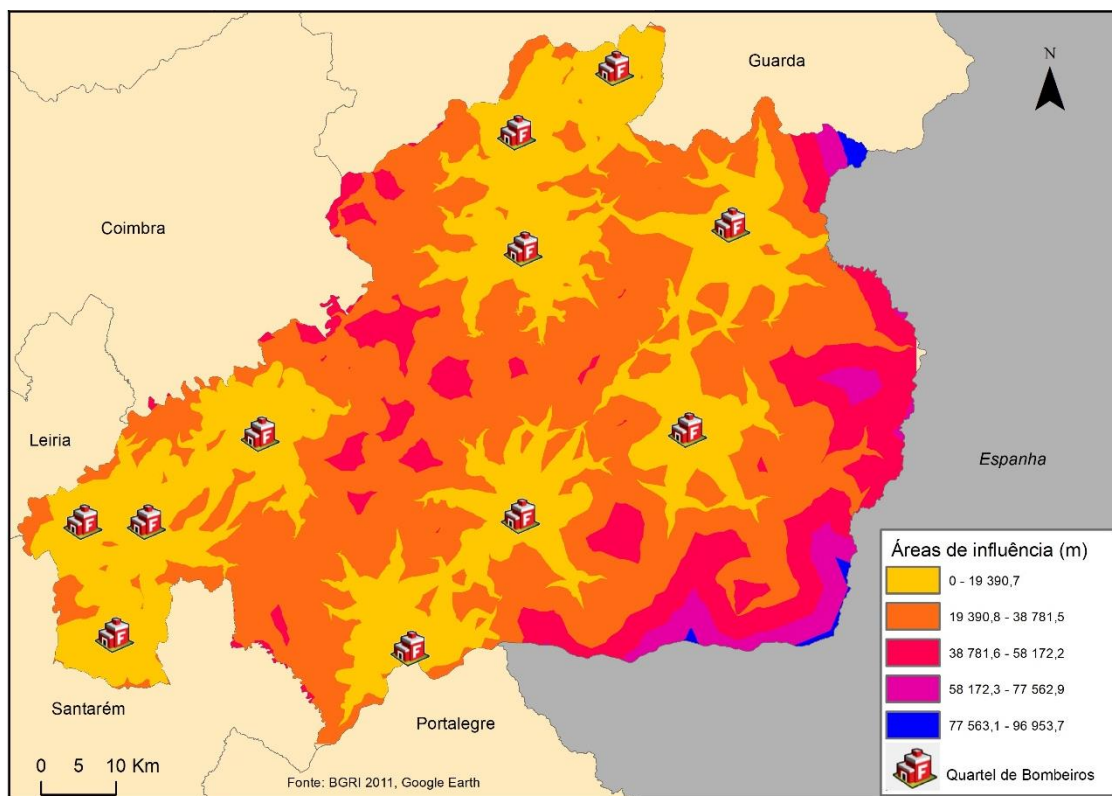 N
Guarda
Coimbra
Leiria
Espanha
Santarém
Portalegre
0 5 10 Km
Fonte: BGRI 2011, Google Earth
Áreas de influência (m)
0 - 19 390,7
19 390,8 - 38 781,5
38 781,6 - 58 172,2
58 172,3 - 77 562,9
77 563,1 - 96 953,7
Quartel de Bombeiros